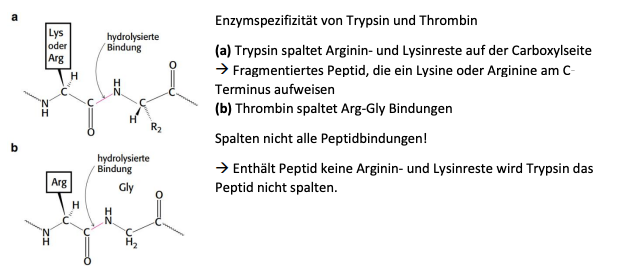 a
Lys
oder
Arg
hydrolysierte
Bindung
H
H
N
O
C
C
C
C
N
H
O
H
R2
b
hydrolysierte
Bindung
Arg
Gly
H
H
N
O
C
C
C
C
N
H
O
H2
Enzymspezifizität von Trypsin und Thrombin
(a) Trypsin spaltet Arginin- und Lysinreste auf der Carboxylseite
→ Fragmentiertes Peptid, die ein Lysine oder Arginine am C-
Terminus aufweisen
(b) Thrombin spaltet Arg-Gly Bindungen
Spalten nicht alle Peptidbindungen!
→ Enthält Peptid keine Arginin- und Lysinreste wird Trypsin das
Peptid nicht spalten.